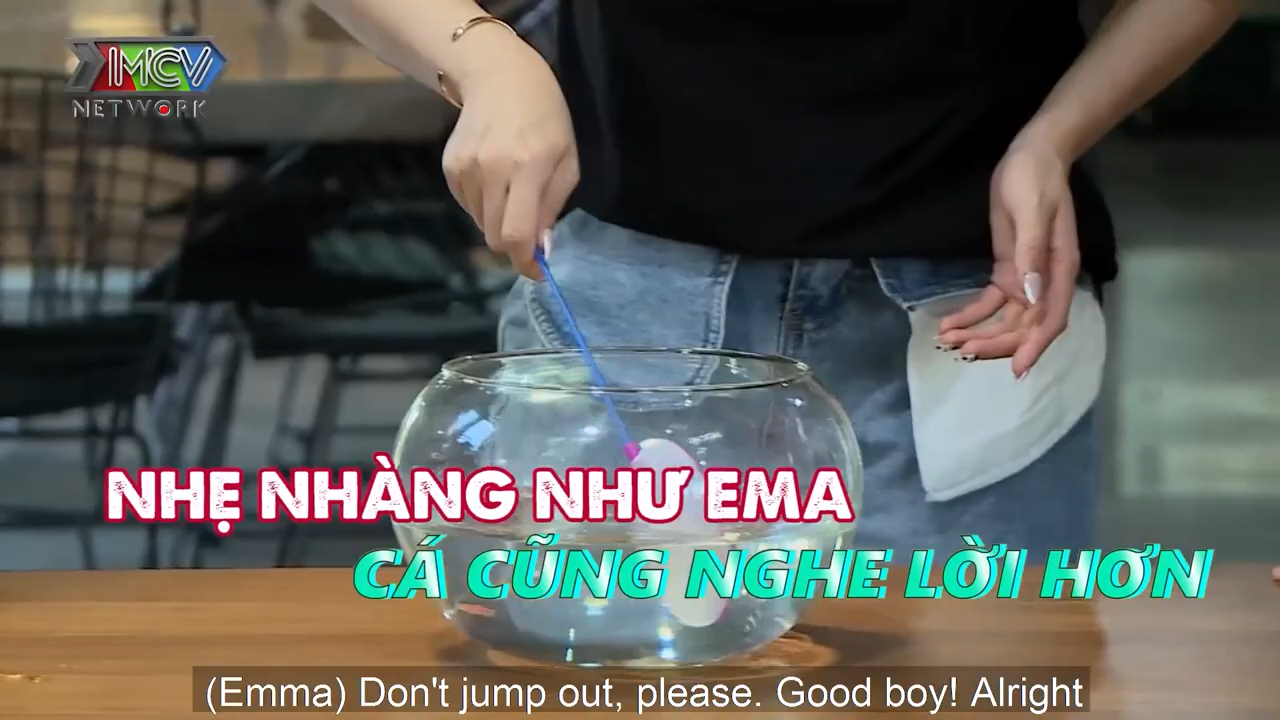 MCV
NETWORK
NHẸ NHÀNG NHƯ EMA
CÁ CŨNG NGHE LỜI HƠN
(Emma) Don't jump out, please. Good boy! Alright